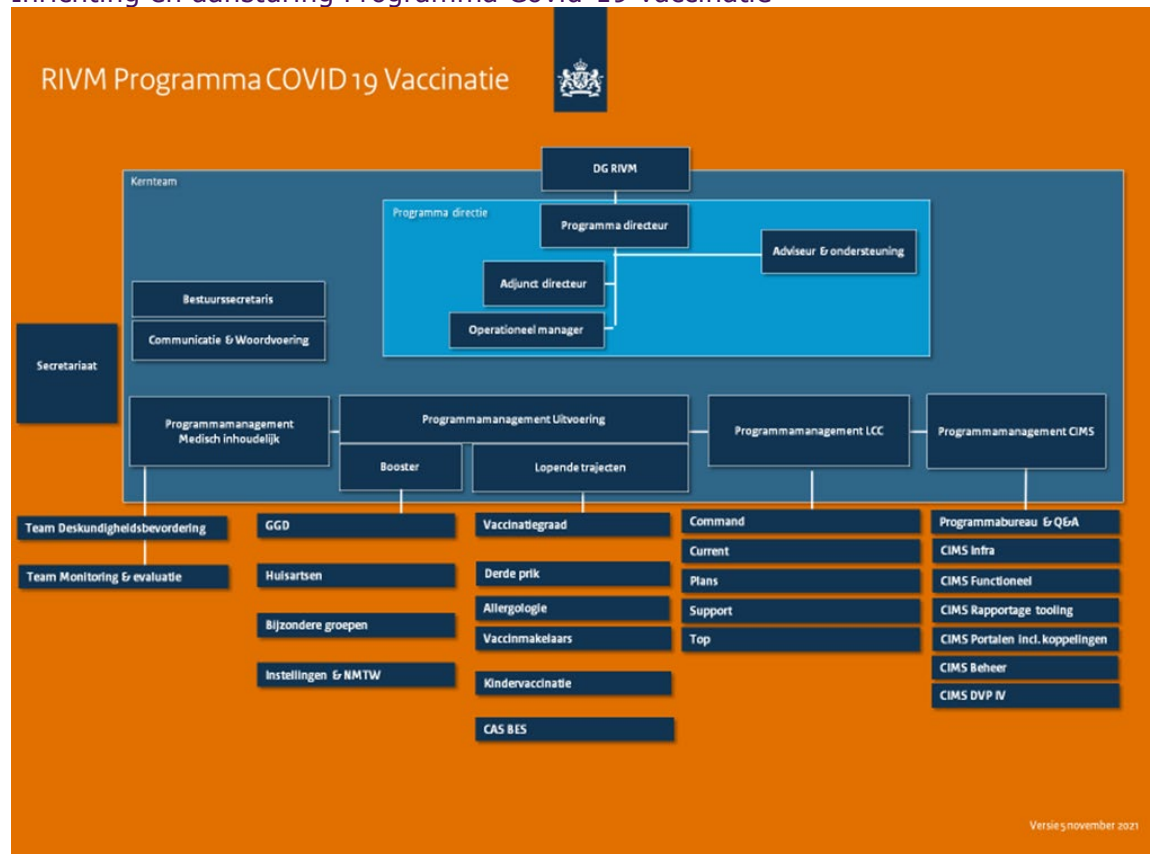 Inrichting en aansturing Programma Covid-19 Vaccinatie
RIVM Programma COVID 19 Vaccinatie
DG RIVM
Kernteam
Programma directie
Programma directeur
Adviseur & ondersteuning
Adjunct directeur
Bestuurssecretaris
Operationeel manager
Communicatie & Woordvoering
Secretariaat
Programmamanagement
Medisch inhoudelijk
Programmamanagement Uitvoering
Programmamanagement LCC
Programmamanagement CIMS
Booster
Lopende trajecten
Team Deskundigheidsbevordering
Team Monitoring & evaluatie
GGD
Huisartsen
Bijzondere groepen
Instellingen & NMTW
Vaccinatiegraad
Derde prik
Allergologie
Vaccinmakelaars
Kindervaccinatie
CAS BES
Command
Current
Plans
Support
Top
Programmabureau & Q&A
CIMS Infra
CIMS Functioneel
CIMS Rapportage tooling
CIMS Portalen incl. koppelingen
CIMS Beheer
CIMS DVP IV
Versie 5 november 2021